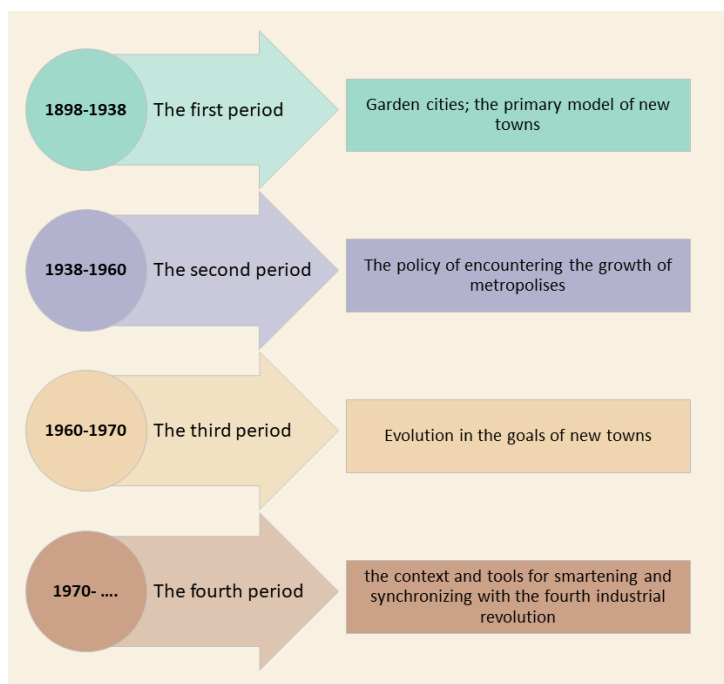 1898-1938
The first period
Garden cities; the primary model of new
towns
1938-1960
The second period
The policy of encountering the growth of
metropolises
1960-1970
The third period
Evolution in the goals of new towns
1970- ....
The fourth period
the context and tools for smartening and
synchronizing with the fourth industrial
revolution